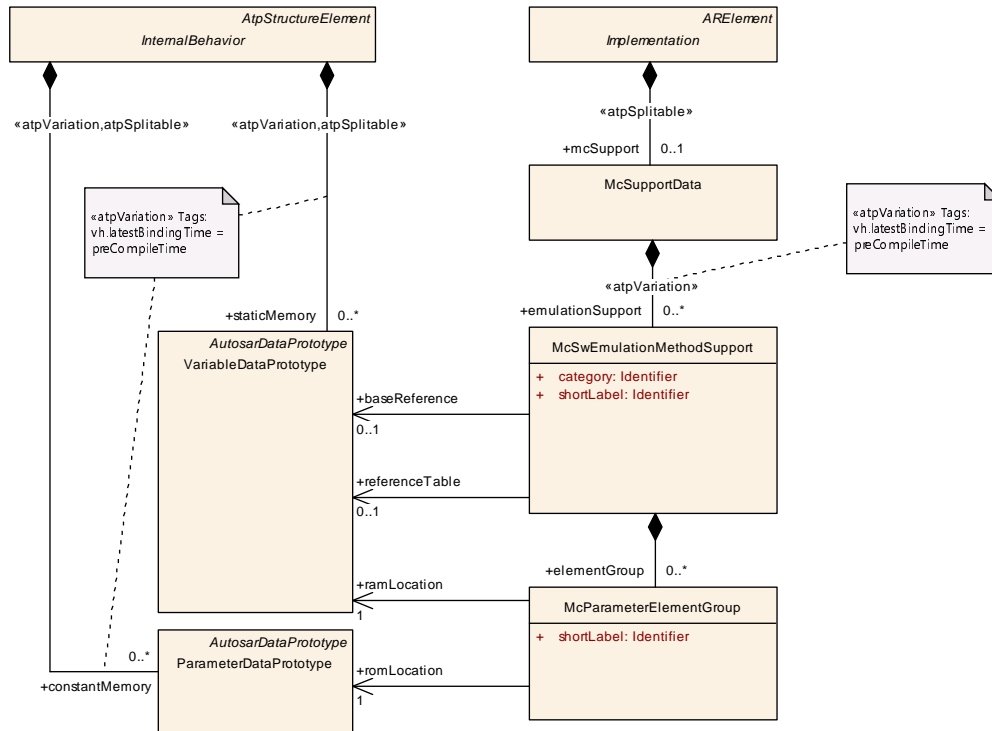 AtpStructureElement
InternalBehavior
ARElement
Implementation
«atpVariation,atpSplitable»
«atpVariation,atpSplitable»
«atpSplitable»
+mcSupport
0..1
McSupportData
«atpVariation» Tags:
vh.latestBindingTime =
preCompileTime
«atpVariation» Tags:
vh.latestBindingTime =
preCompileTime
«atpVariation»
+emulationSupport
0..*
+staticMemory
0..*
AutosarDataPrototype
VariableDataPrototype
McSwEmulationMethodSupport
+ category: Identifier
+ shortLabel: Identifier
+baseReference
0..1
+referenceTable
0..1
+elementGroup
0..*
+ramLocation
1
McParameterElementGroup
+ shortLabel: Identifier
AutosarDataPrototype
ParameterDataPrototype
0..*
+constantMemory
+romLocation
1